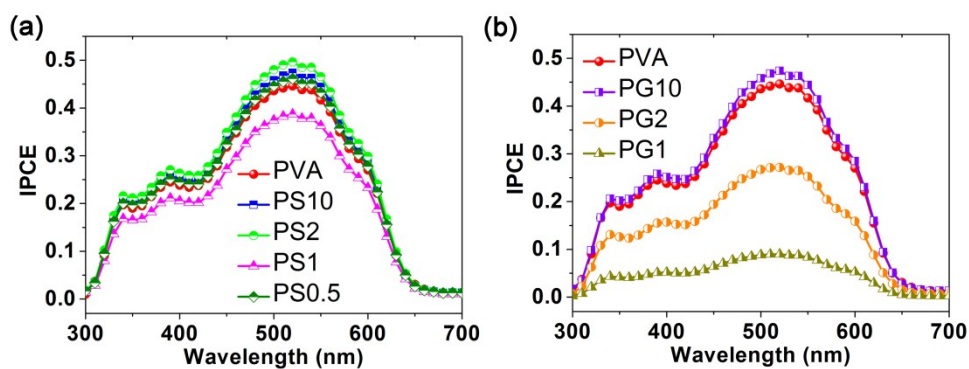 (a)
IPCE
0.5
0.4
0.3
0.2
0.1
0.0
PVA
PS10
PS2
PS1
PS0.5
300 400 500 600 700
Wavelength (nm)
(b)
IPCE
0.5
0.4
0.3
0.2
0.1
0.0
PVA
PG10
PG2
PG1
300 400 500 600 700
Wavelength (nm)